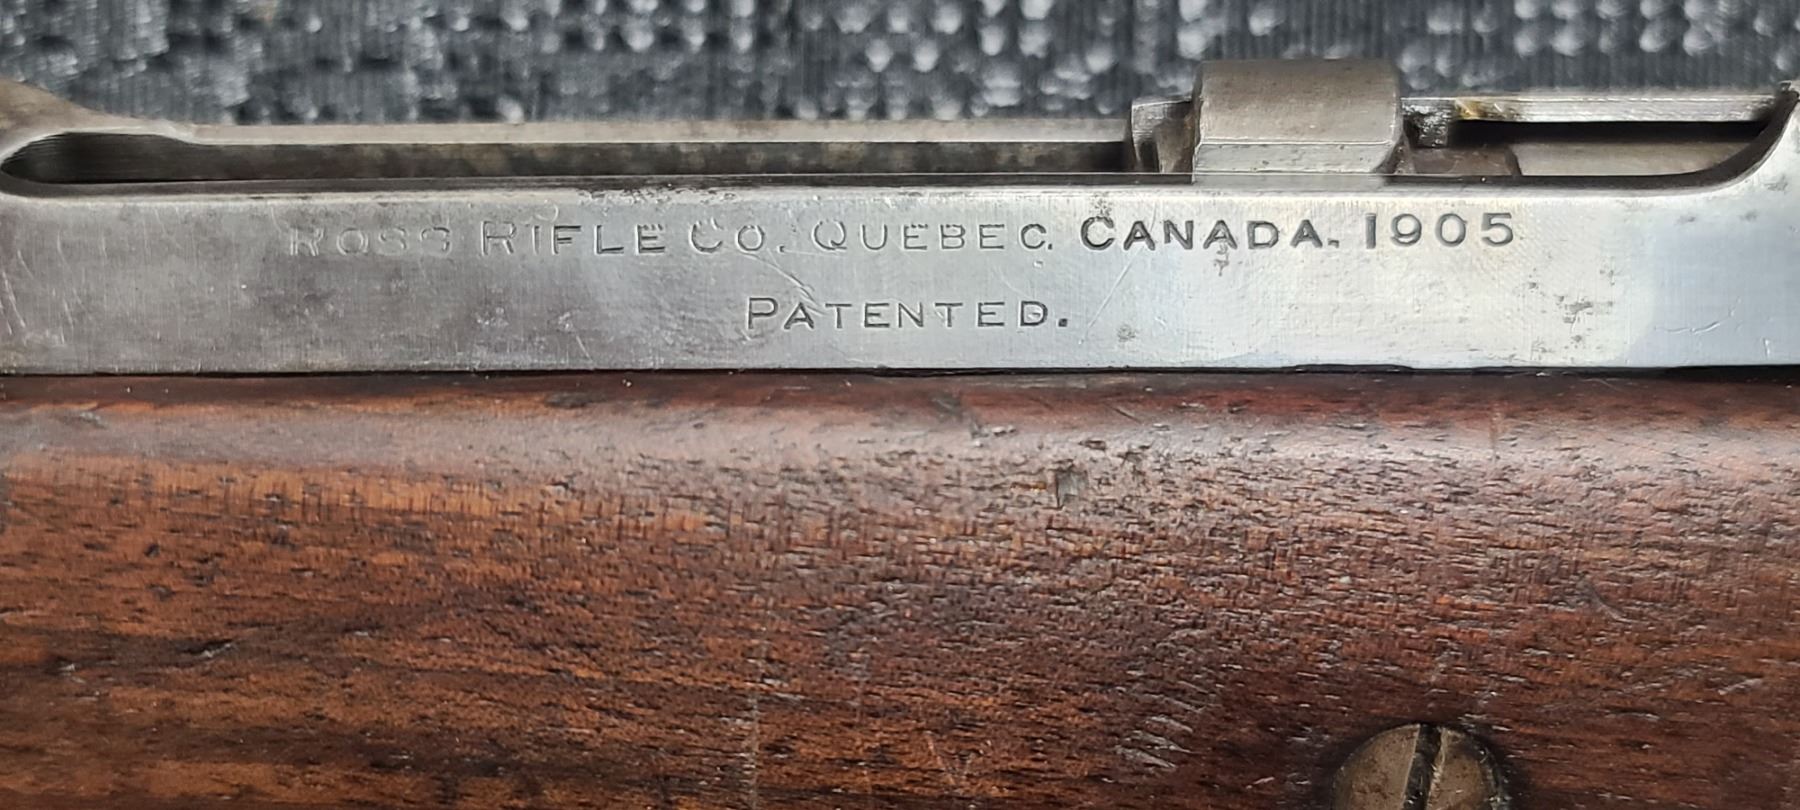 ROSS RIFLE CO. QUEBEC. CANADA. 1905
PATENTED.